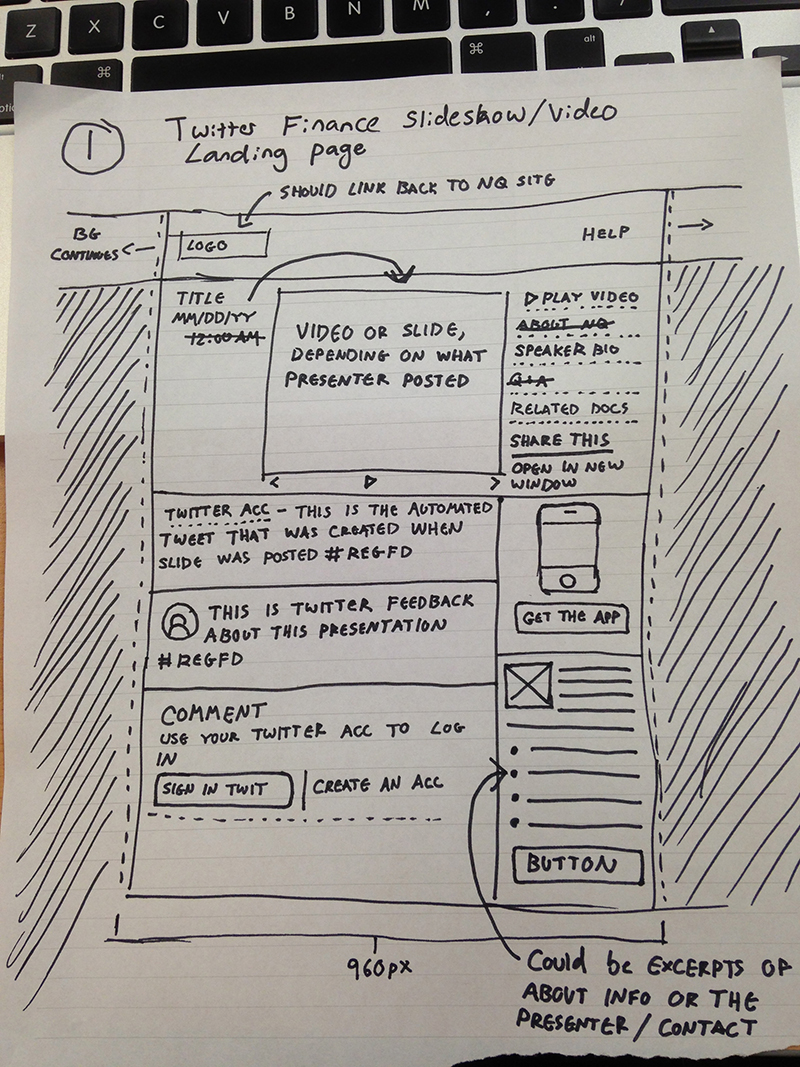 Z X C V B N M ,
⌘ ⌘ alt
1
Twitter Finance Slideshow/Video
Landing page
SHOULD LINK BACK TO NQ SITE
BG
CONTINUES
LOGO
HELP
TITLE
MM/DD/YY
12:00 AM
VIDEO OR SLIDE,
DEPENDING ON WHAT
PRESENTER POSTED
PLAY VIDEO
ABOUT NQ
SPEAKER BIO
Q+A
RELATED DOCS
SHARE THIS
OPEN IN NEW
WINDOW
TWITTER ACC - THIS IS THE AUTOMATED
TWEET THAT WAS CREATED WHEN
SLIDE WAS POSTED #REGFD
THIS IS TWITTER FEEDBACK
ABOUT THIS PRESENTATION
#REGFD
GET THE APP
COMMENT
USE YOUR TWITTER ACC TO LOG
IN
SIGN IN TWIT
CREATE AN ACC
BUTTON
960px
Could be EXCERPTS OF
ABOUT INFO OR THE
PRESENTER/CONTACT